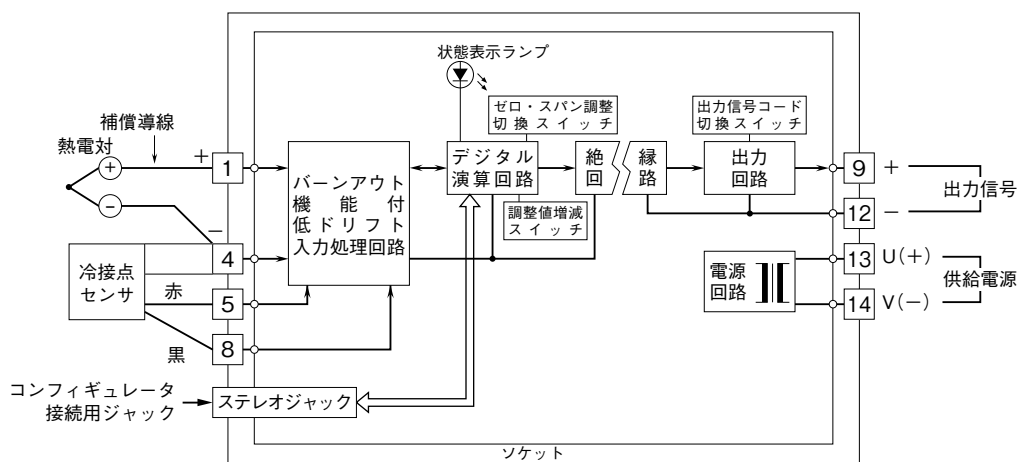 状態表示ランプ
ゼロ・スパン調整
切換スイッチ
出力信号コード
切換スイッチ
補償導線
熱電対
+
−
+
−
1
4
5
8
バーンアウト
機能付
低ドリフト
入力処理回路
デジタル
演算回路
調整値増減
スイッチ
絶縁
回路
出力
回路
9
+
12
−
出力信号
冷接点
センサ
赤
黒
電源
回路
13
U(+)
14
V(−)
供給電源
コンフィギュレータ
接続用ジャック
ステレオジャック
ソケット